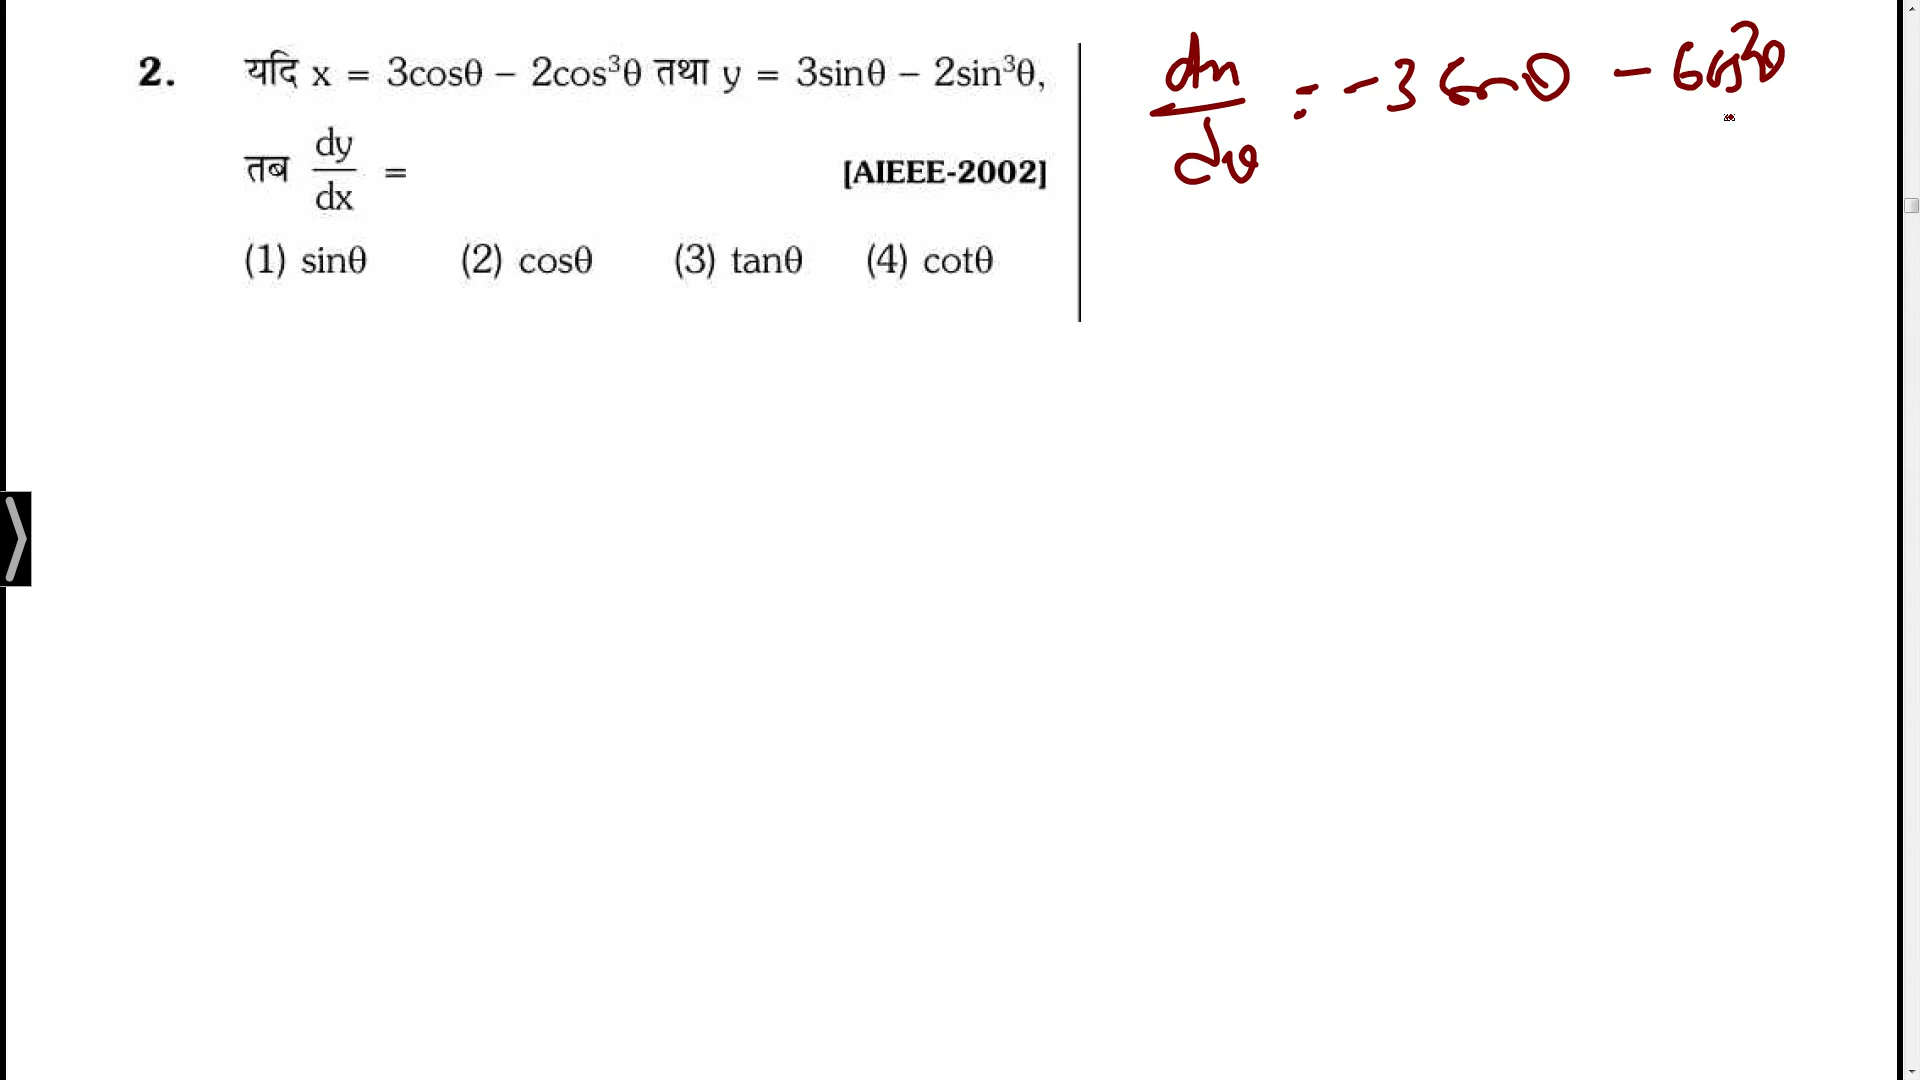 2. यदि x = 3cosθ – 2cos³θ तथा y = 3sinθ – 2sin³θ,
तब dy/dx = [AIEEE-2002]
(1) sinθ (2) cosθ (3) tanθ (4) cotθ
dx/dθ = -3 sin θ - 6cos²θ